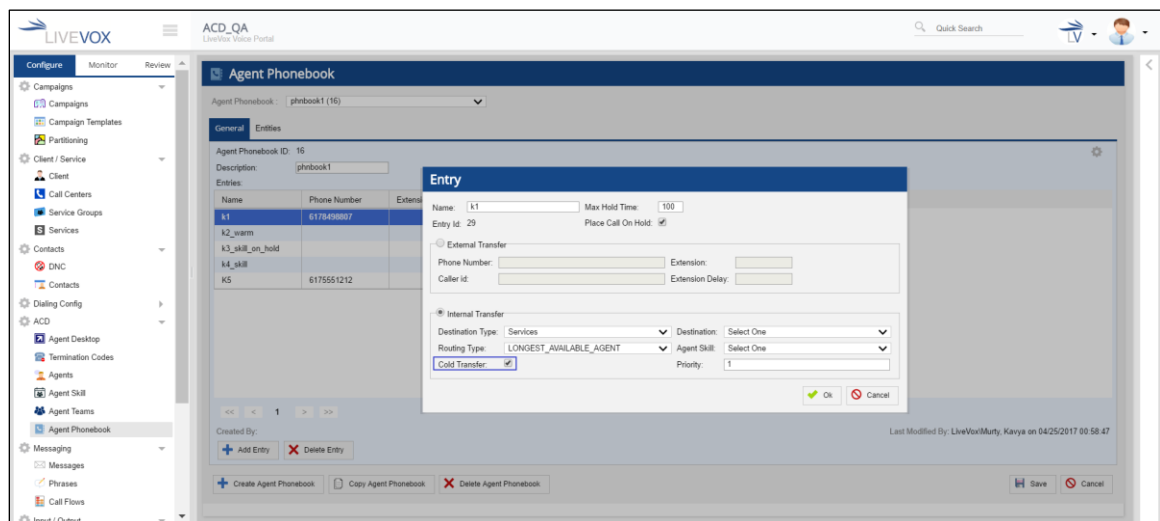 LIVEVOX
ACD_QA
LiveVox Voice Portal
Quick Search
LV
Configure Monitor Review
Campaigns
Campaigns
Campaign Templates
Partitioning
Client / Service
Client
Call Centers
Service Groups
Services
Contacts
DNC
Contacts
Dialing Config
ACD
Agent Desktop
Termination Codes
Agents
Agent Skill
Agent Teams
Agent Phonebook
Messaging
Messages
Phrases
Call Flows
Input / Output
Agent Phonebook
Agent Phonebook : phnbook1 (16)
General Entities
Agent Phonebook ID: 16
Description: phnbook1
Entries:
Name Phone Number
k1 6178498807
k2_warm
k3_skill_on_hold
k4_skill
K5 6175551212
<< < 1 > >>
Created By:
Last Modified By: LiveVox\Murty, Kavya on 04/25/2017 00:58:47
Add Entry Delete Entry
Create Agent Phonebook Copy Agent Phonebook Delete Agent Phonebook
Save Cancel
Entry
Name: k1 Max Hold Time: 100
Entry Id: 29 Place Call On Hold:
External Transfer
Phone Number: Extension:
Caller id: Extension Delay:
Internal Transfer
Destination Type: Services Destination: Select One
Routing Type: LONGEST_AVAILABLE_AGENT Agent Skill: Select One
Cold Transfer: Priority: 1
Ok Cancel